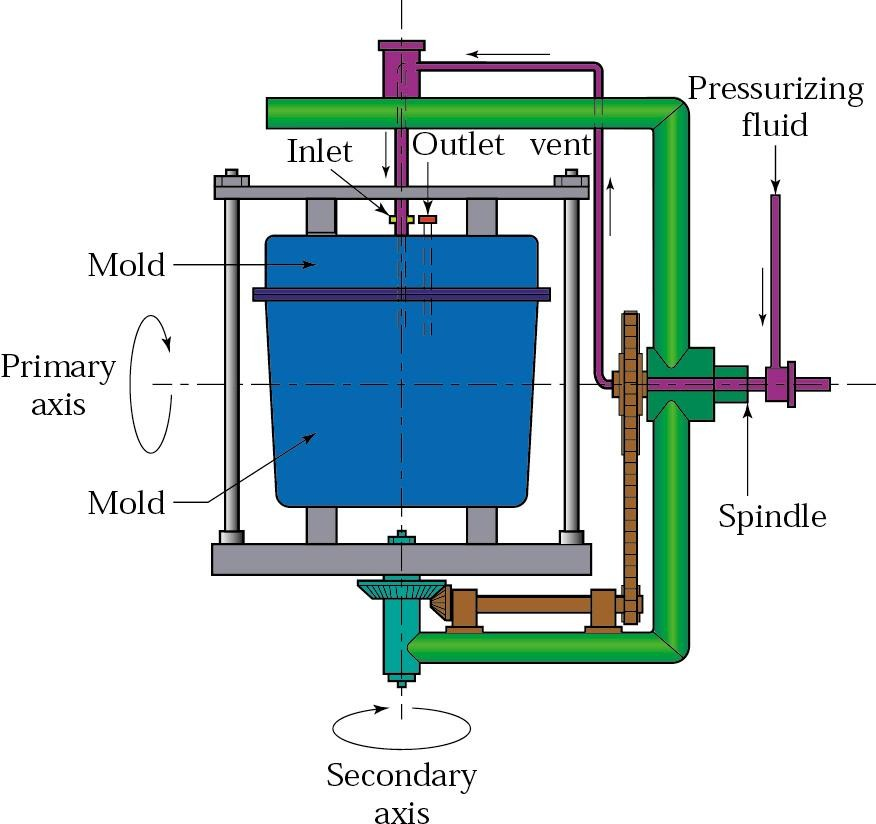 Pressurizing
fluid
Inlet
Outlet vent
Mold
Primary
axis
Mold
Spindle
Secondary
axis